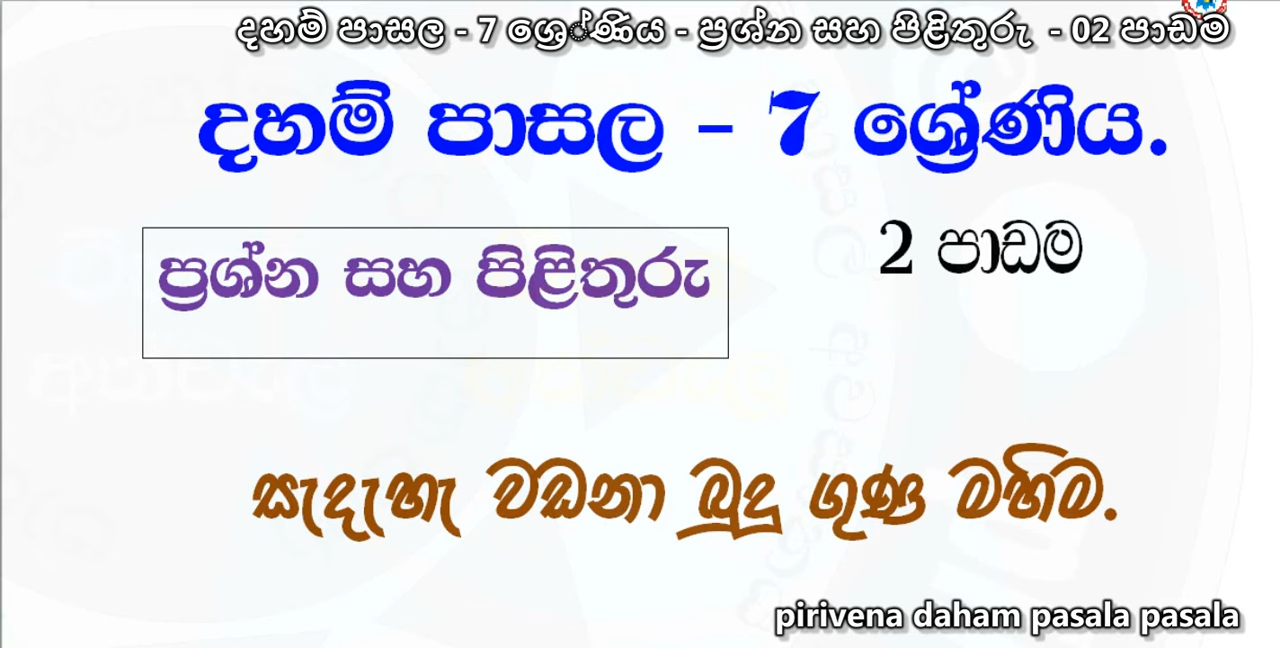 දහම් පාසල - 7 ශ්‍රේණිය - ප්‍රශ්න සහ පිළිතුරු - 02 පාඩම
දහම් පාසල - 7 ශ්‍රේණිය.
2 පාඩම
ප්‍රශ්න සහ පිළිතුරු
සැදැහැ වඩනා බුදු ගුණ මහිම.
pirivena daham pasala pasala